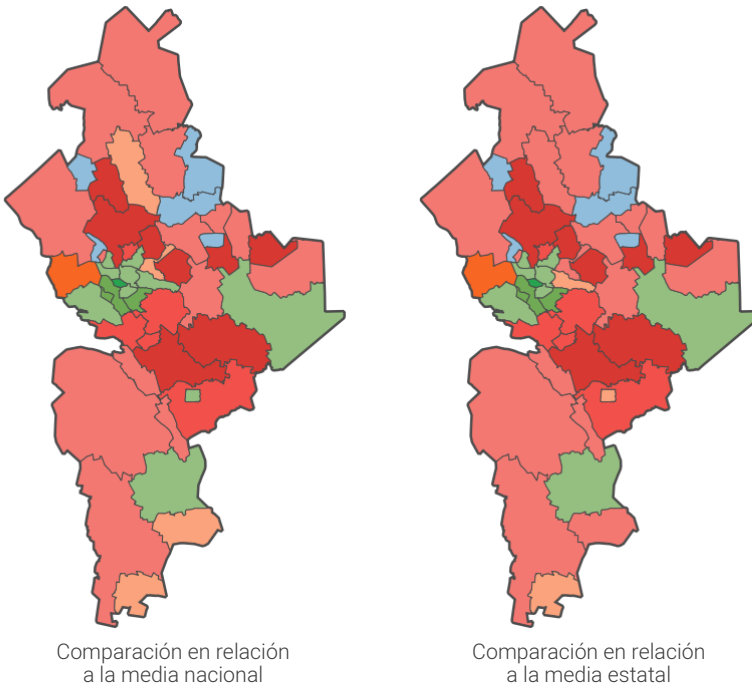 Comparación en relación
a la media nacional
Comparación en relación
a la media estatal